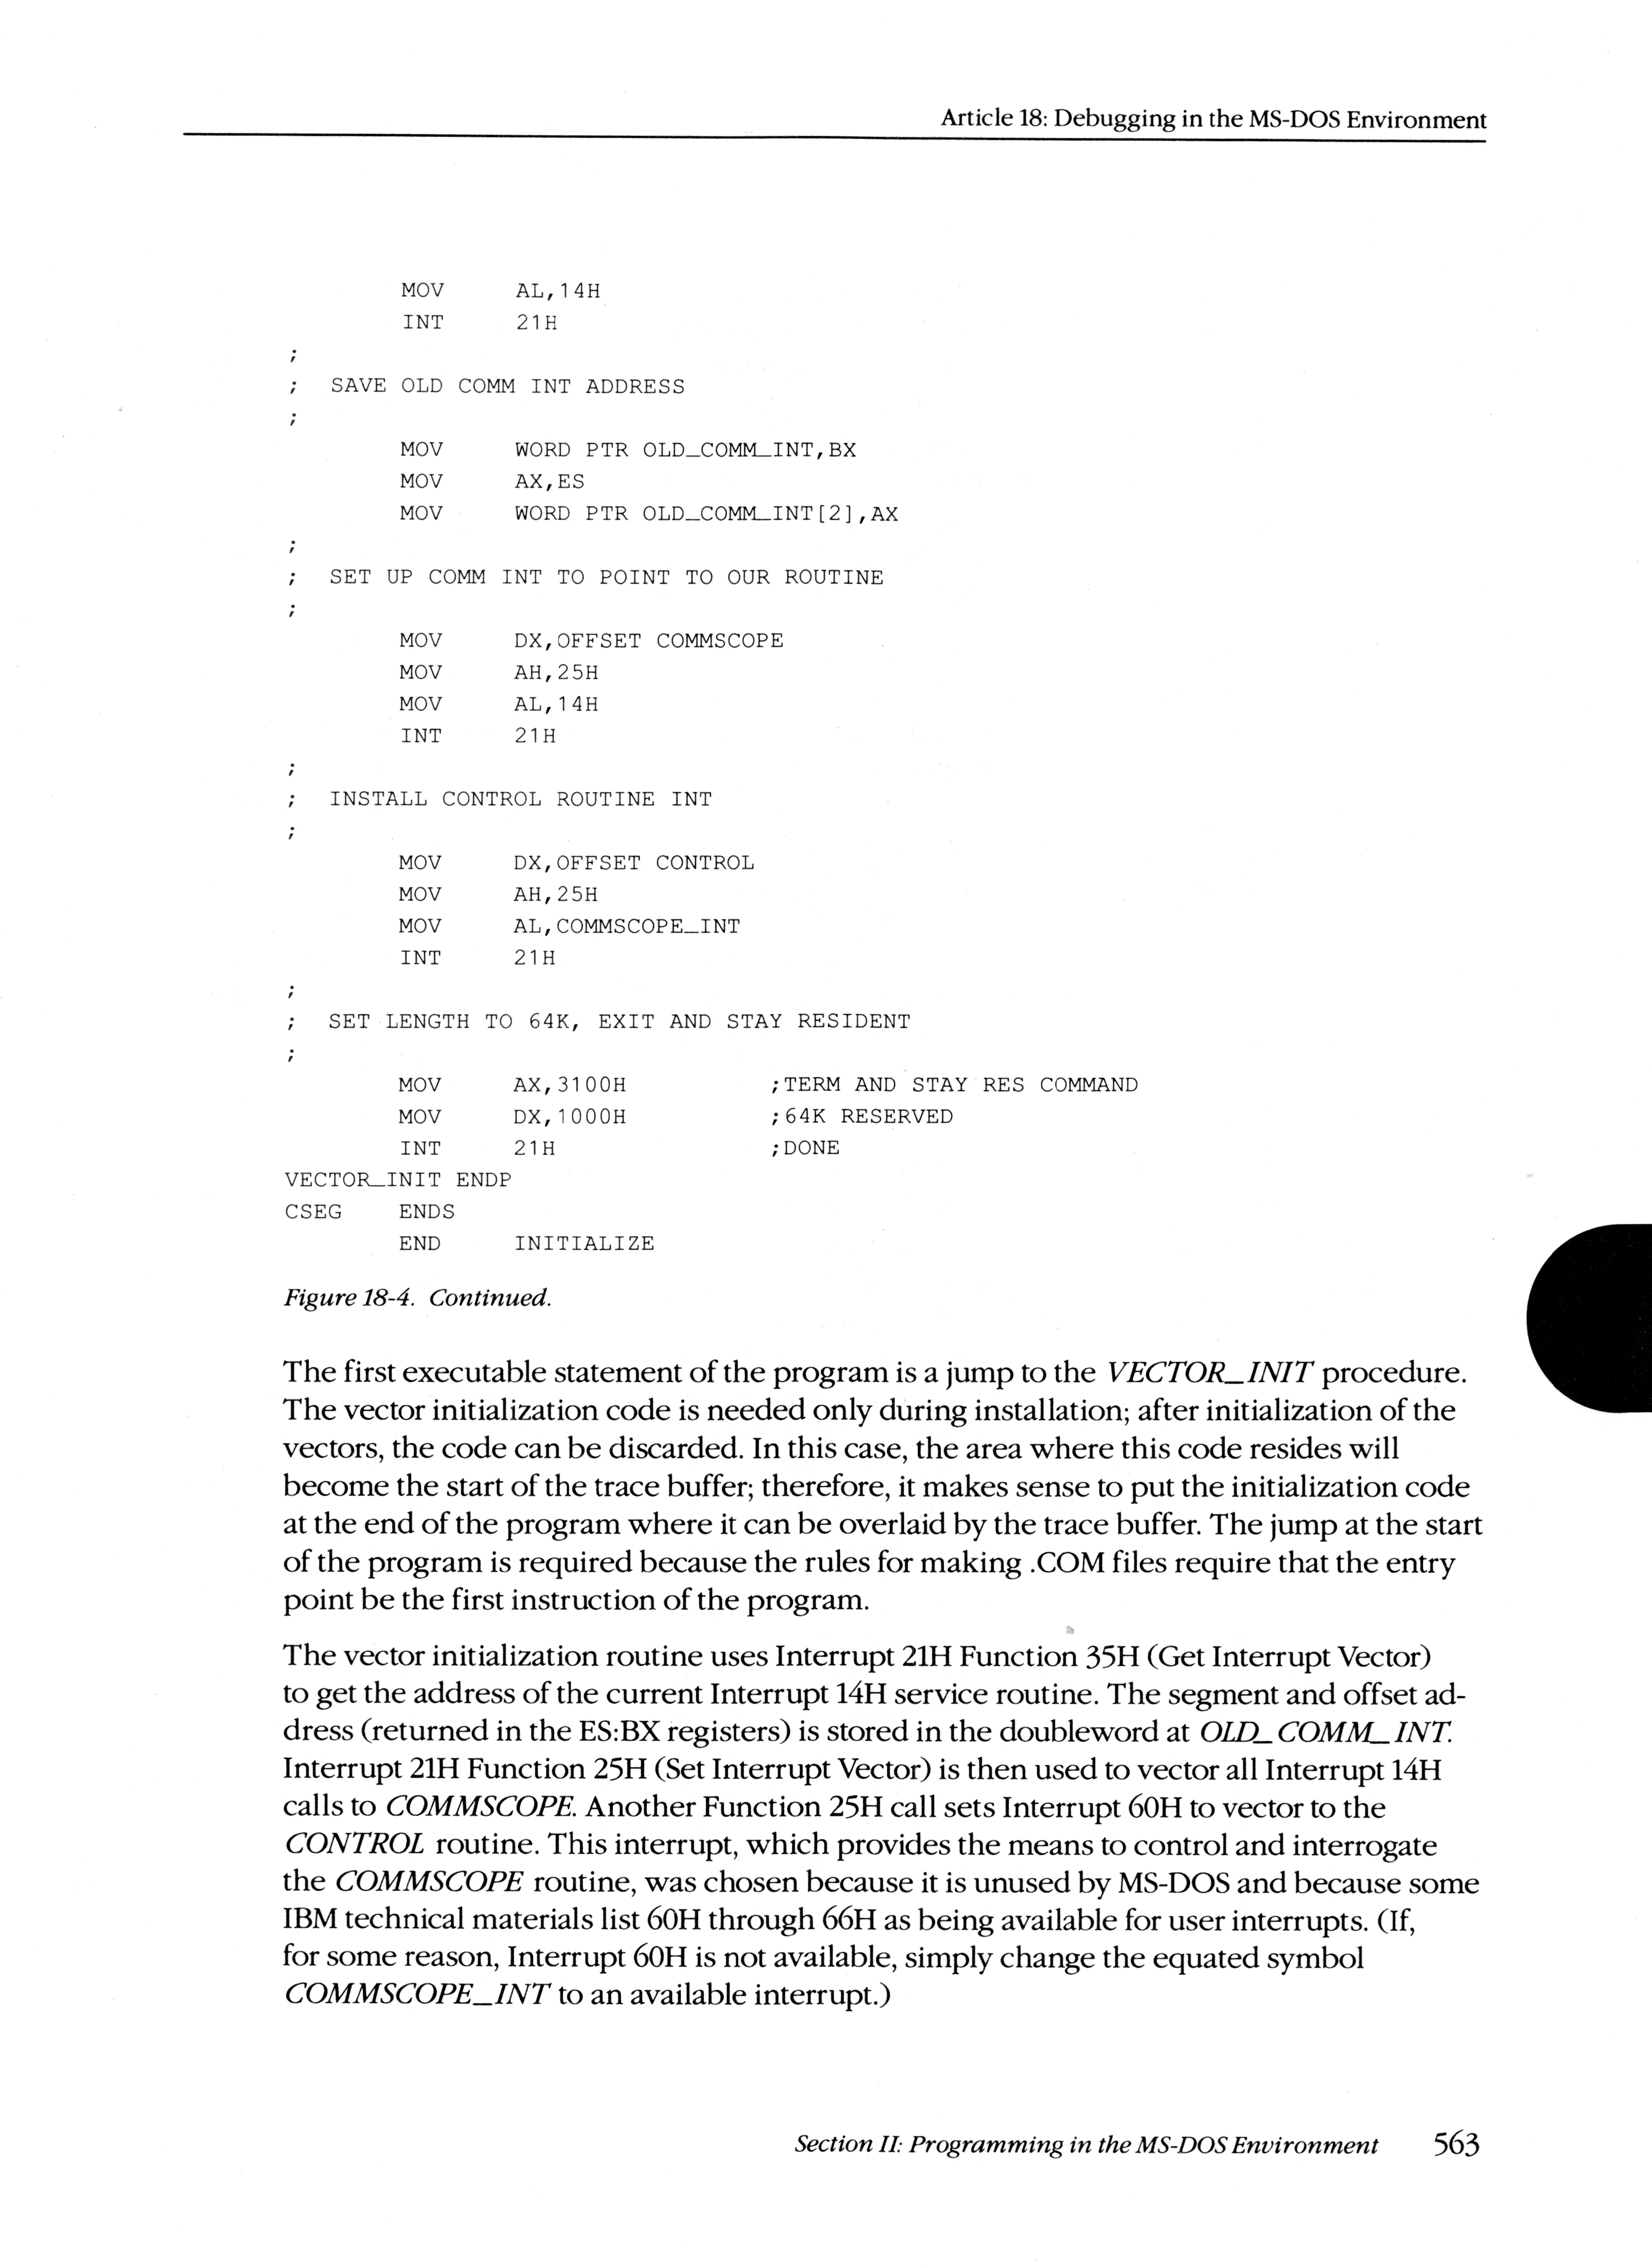 Article 18: Debugging in the MS-DOS Environment
MOV AL,14H
INT 21H
;
; SAVE OLD COMM INT ADDRESS
;
MOV WORD PTR OLD_COMM_INT,BX
MOV AX,ES
MOV WORD PTR OLD_COMM_INT[2],AX
;
; SET UP COMM INT TO POINT TO OUR ROUTINE
;
MOV DX,OFFSET COMMSCOPE
MOV AH,25H
MOV AL,14H
INT 21H
;
; INSTALL CONTROL ROUTINE INT
;
MOV DX,OFFSET CONTROL
MOV AH,25H
MOV AL,COMMSCOPE_INT
INT 21H
;
; SET LENGTH TO 64K, EXIT AND STAY RESIDENT
;
MOV AX,3100H ;TERM AND STAY RES COMMAND
MOV DX,1000H ;64K RESERVED
INT 21H ;DONE
VECTOR_INIT ENDP
CSEG ENDS
END INITIALIZE
Figure 18-4. Continued.
The first executable statement of the program is a jump to the VECTOR_INIT procedure.
The vector initialization code is needed only during installation; after initialization of the
vectors, the code can be discarded. In this case, the area where this code resides will
become the start of the trace buffer; therefore, it makes sense to put the initialization code
at the end of the program where it can be overlaid by the trace buffer. The jump at the start
of the program is required because the rules for making .COM files require that the entry
point be the first instruction of the program.
The vector initialization routine uses Interrupt 21H Function 35H (Get Interrupt Vector)
to get the address of the current Interrupt 14H service routine. The segment and offset ad-
dress (returned in the ES:BX registers) is stored in the doubleword at OLD_COMM_INT.
Interrupt 21H Function 25H (Set Interrupt Vector) is then used to vector all Interrupt 14H
calls to COMMSCOPE. Another Function 25H call sets Interrupt 60H to vector to the
CONTROL routine. This interrupt, which provides the means to control and interrogate
the COMMSCOPE routine, was chosen because it is unused by MS-DOS and because some
IBM technical materials list 60H through 66H as being available for user interrupts. (If,
for some reason, Interrupt 60H is not available, simply change the equated symbol
COMMSCOPE_INT to an available interrupt.)
Section II: Programming in the MS-DOS Environment 563